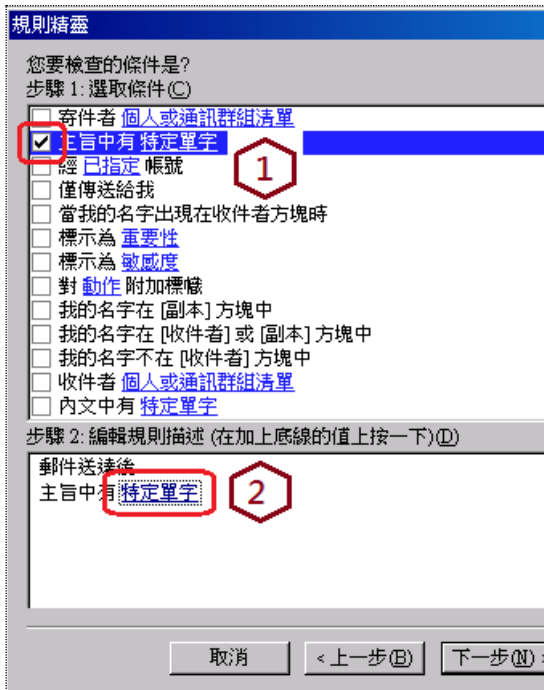 規則精靈
您要檢查的條件是?
步驟 1: 選取條件(C)
寄件者 個人或通訊群組清單
主旨中有 特定單字
1
經 已指定 帳號
僅傳送給我
當我的名字出現在收件者方塊時
標示為 重要性
標示為 敏感度
對 動作 附加標幟
我的名字在 [副本] 方塊中
我的名字在 [收件者] 或 [副本] 方塊中
我的名字不在 [收件者] 方塊中
收件者 個人或通訊群組清單
內文中有 特定單字
步驟 2: 編輯規則描述 (在加上底線的值上按一下)(D)
郵件送達後
主旨中有 特定單字
2
取消 <上一步(B) 下一步(N) >